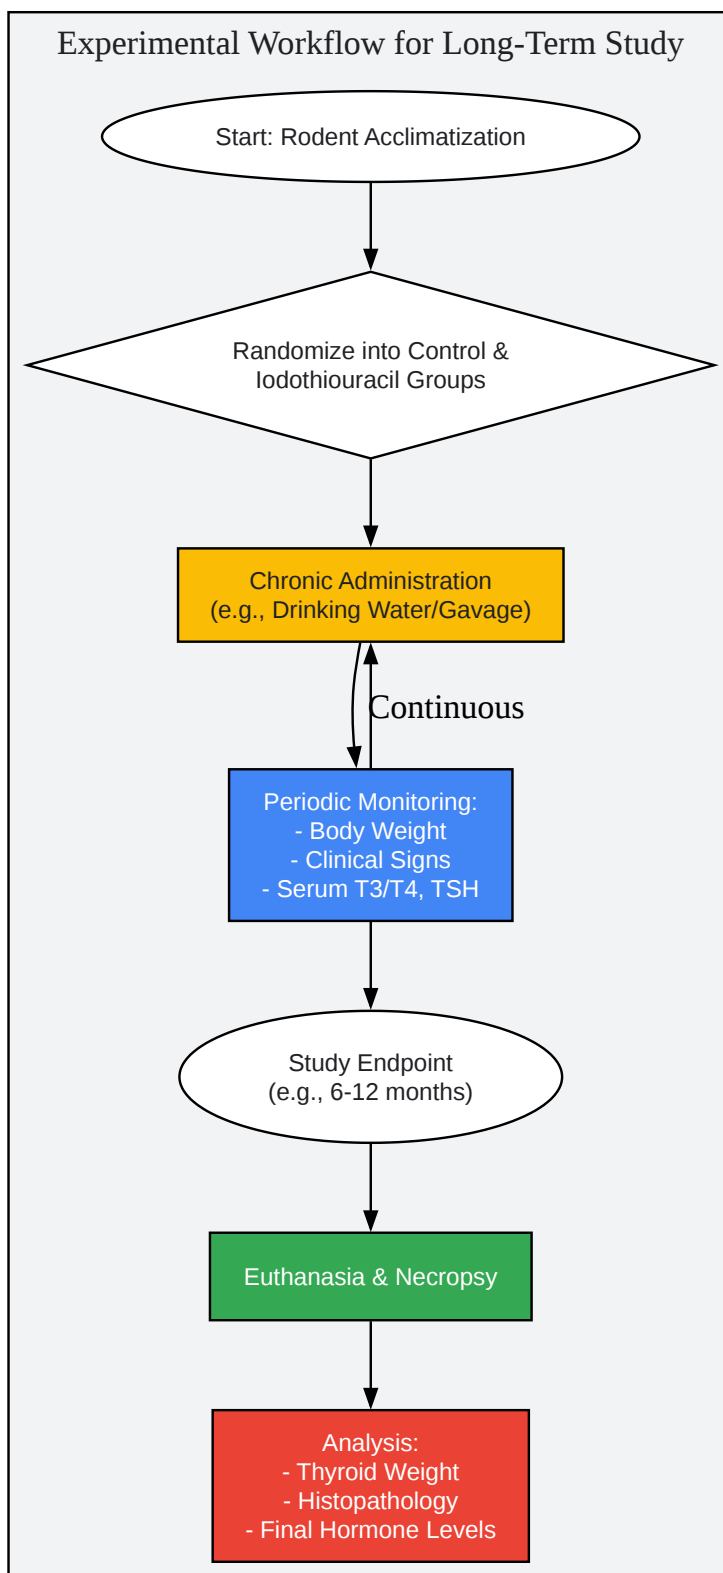 Experimental Workflow for Long-Term Study
Start: Rodent Acclimatization
Randomize into Control &
Iodothiouracil Groups
Chronic Administration
(e.g., Drinking Water/Gavage)
Continuous
Periodic Monitoring:
- Body Weight
- Clinical Signs
- Serum T3/T4, TSH
Study Endpoint
(e.g., 6-12 months)
Euthanasia & Necropsy
Analysis:
- Thyroid Weight
- Histopathology
- Final Hormone Levels